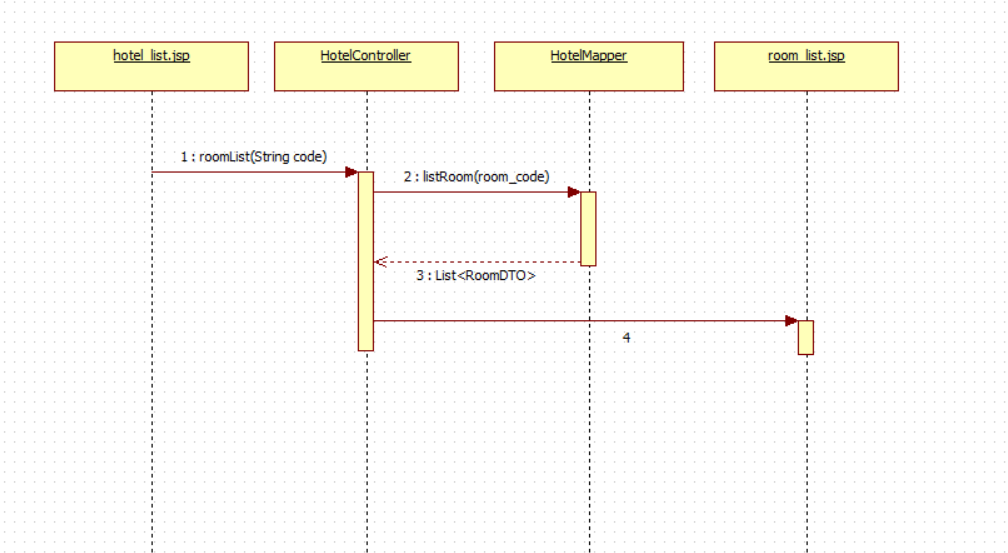 hotel_list.jsp
HotelController
HotelMapper
room_list.jsp
1 : roomList(String code)
2 : listRoom(room_code)
3 : List<RoomDTO>
4